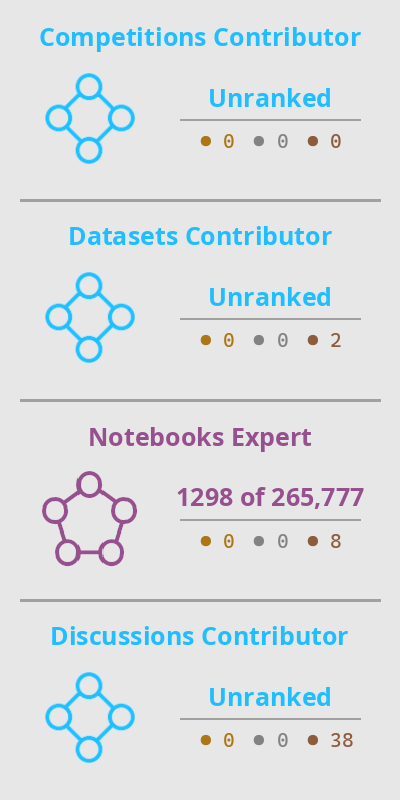 Competitions Contributor
Unranked
0 0 0
Datasets Contributor
Unranked
0 0 2
Notebooks Expert
1298 of 265,777
0 0 8
Discussions Contributor
Unranked
0 0 38